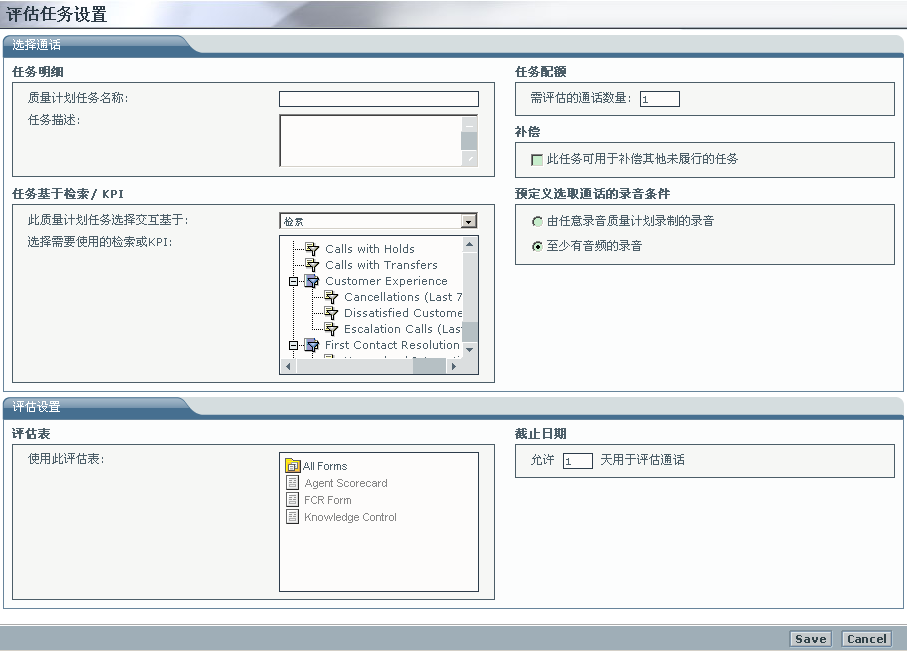 评估任务设置
选择通话
任务明细
质量计划任务名称:
任务描述:
任务基于检索/ KPI
此质量计划任务选择交互基于:
检索
选择需要使用的检索或KPI:
Calls with Holds
Calls with Transfers
Customer Experience
Cancellations (Last 7
Dissatisfied Custome
Escalation Calls (Las
First Contact Resolution
任务配额
需评估的通话数量: 1
补偿
此任务可用于补偿其他未履行的任务
预定义选取通话的录音条件
由任意录音质量计划录制的录音
至少有音频的录音
评估设置
评估表
使用此评估表:
All Forms
Agent Scorecard
FCR Form
Knowledge Control
截止日期
允许 1 天用于评估通话
Save
Cancel